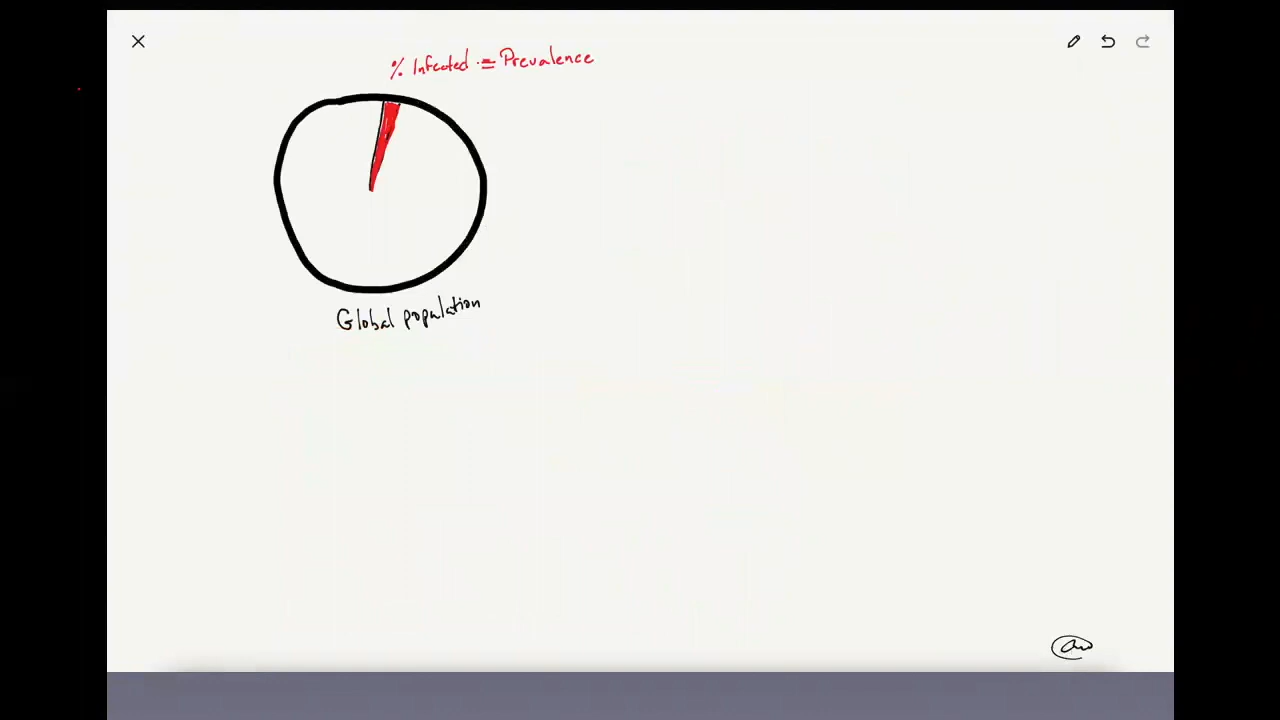 % Infected = Prevalence
Global population